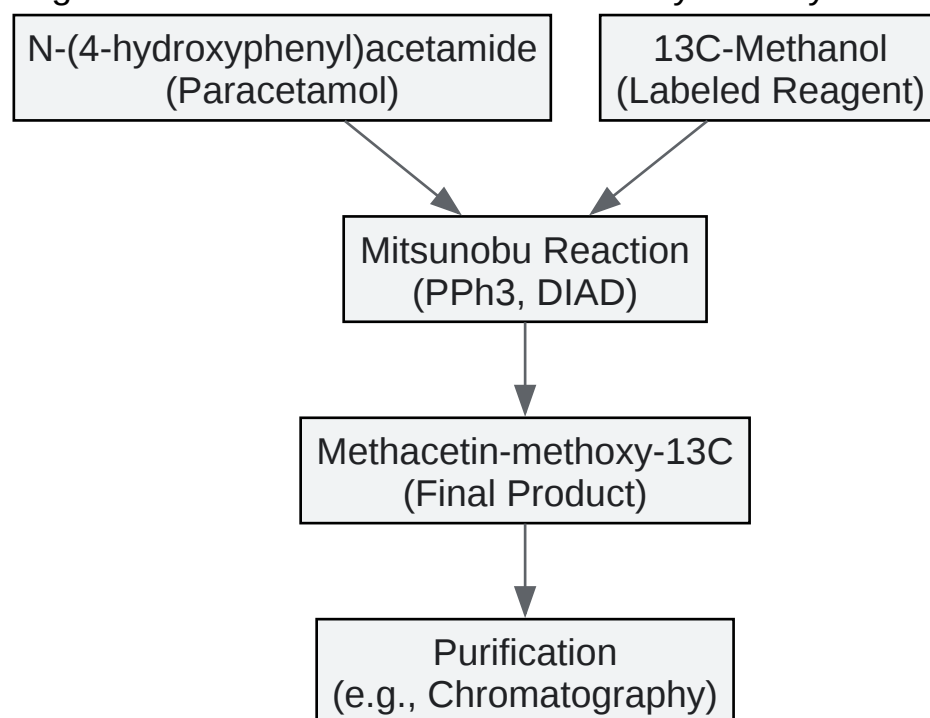 N-(4-hydroxyphenyl)acetamide
(Paracetamol)
13C-Methanol
(Labeled Reagent)
Mitsunobu Reaction
(PPh3, DIAD)
Methacetin-methoxy-13C
(Final Product)
Purification
(e.g., Chromatography)